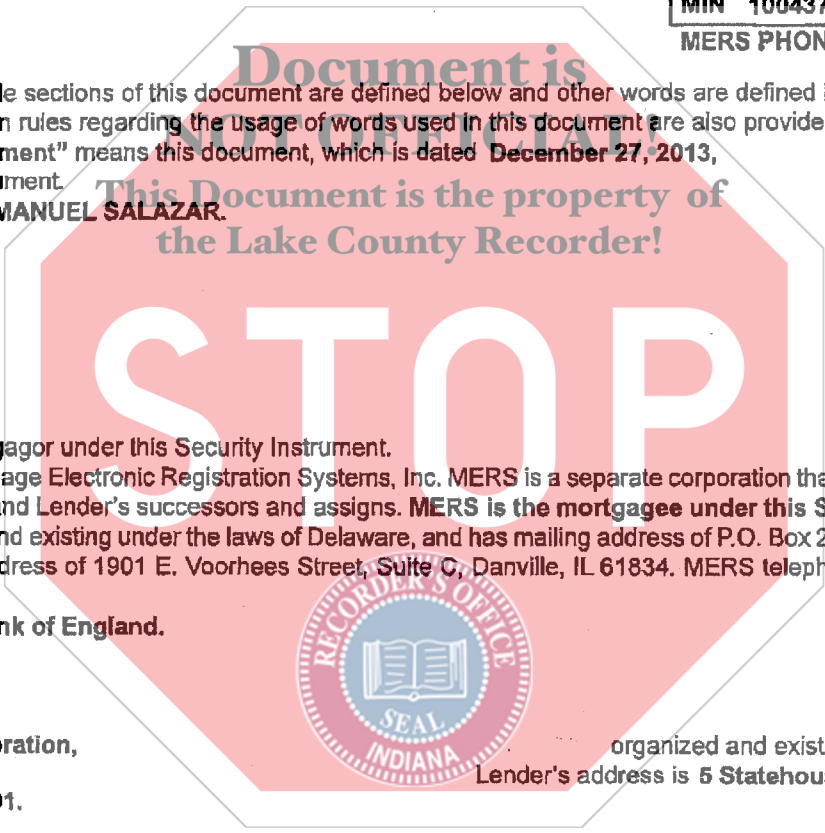 MIN 100437
MERS PHON
Document is
le sections of this document are defined below and other words are defined
n rules regarding the usage of words used in this document are also provide
NOT OFFICIAL!
ment" means this document, which is dated December 27, 2013,
ument.
This Document is the property of
MANUEL SALAZAR.
the Lake County Recorder!
STOP
gagor under this Security Instrument.
age Electronic Registration Systems, Inc. MERS is a separate corporation tha
nd Lender's successors and assigns. MERS is the mortgagee under this S
nd existing under the laws of Delaware, and has mailing address of P.O. Box 2
dress of 1901 E. Voorhees Street, Suite C, Danville, IL 61834. MERS teleph
RECORDER'S OFFICE
nk of England.
SEAL
INDIANA
oration,
organized and exist
Lender's address is 5 Statehou
01.